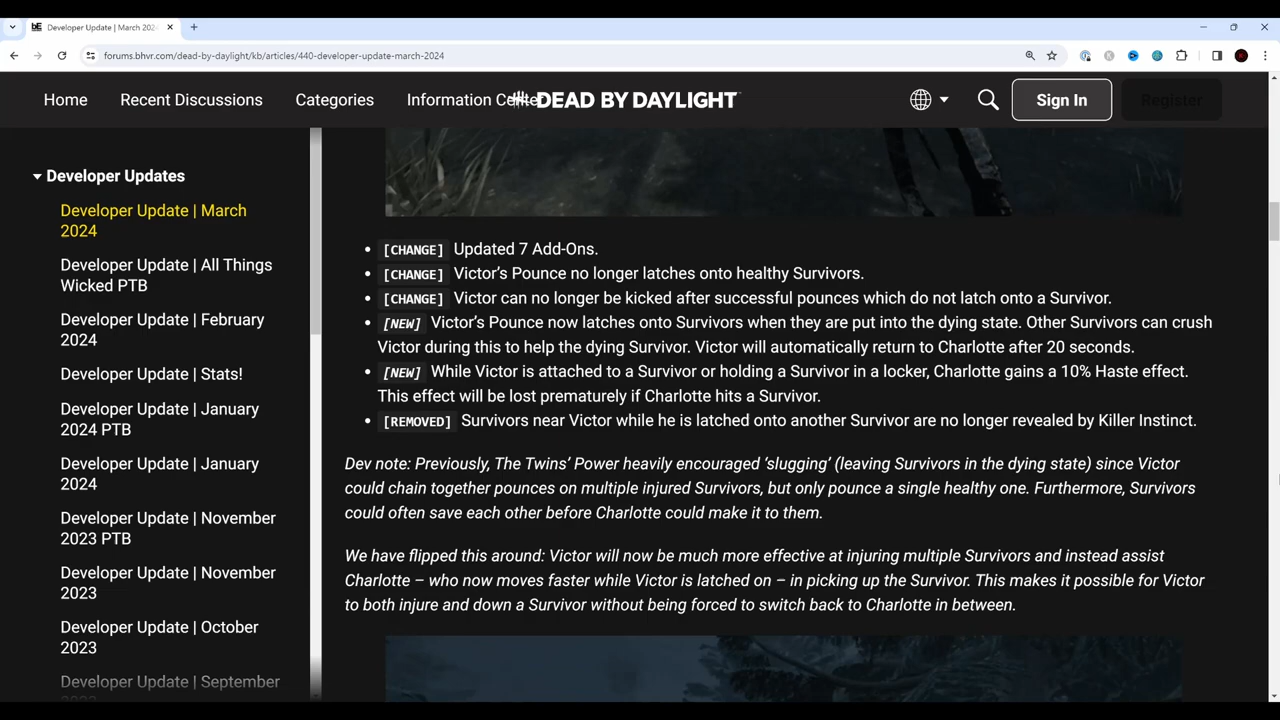 Developer Update | March 202
forums.bhvr.com/dead-by-daylight/kb/articles/440-developer-update-march-2024
Home
Recent Discussions
Categories
Information Cente
DEAD BY DAYLIGHT
Sign In
Register
Developer Updates
Developer Update | March
2024
Developer Update | All Things
Wicked PTB
Developer Update | February
2024
Developer Update | Stats!
Developer Update | January
2024 PTB
Developer Update | January
2024
Developer Update | November
2023 PTB
Developer Update | November
2023
Developer Update | October
2023
Developer Update | September
[CHANGE] Updated 7 Add-Ons.
[CHANGE] Victor’s Pounce no longer latches onto healthy Survivors.
[CHANGE] Victor can no longer be kicked after successful pounces which do not latch onto a Survivor.
[NEW] Victor’s Pounce now latches onto Survivors when they are put into the dying state. Other Survivors can crush
Victor during this to help the dying Survivor. Victor will automatically return to Charlotte after 20 seconds.
[NEW] While Victor is attached to a Survivor or holding a Survivor in a locker, Charlotte gains a 10% Haste effect.
This effect will be lost prematurely if Charlotte hits a Survivor.
[REMOVED] Survivors near Victor while he is latched onto another Survivor are no longer revealed by Killer Instinct.
Dev note: Previously, The Twins’ Power heavily encouraged ‘slugging’ (leaving Survivors in the dying state) since Victor
could chain together pounces on multiple injured Survivors, but only pounce a single healthy one. Furthermore, Survivors
could often save each other before Charlotte could make it to them.
We have flipped this around: Victor will now be much more effective at injuring multiple Survivors and instead assist
Charlotte – who now moves faster while Victor is latched on – in picking up the Survivor. This makes it possible for Victor
to both injure and down a Survivor without being forced to switch back to Charlotte in between.